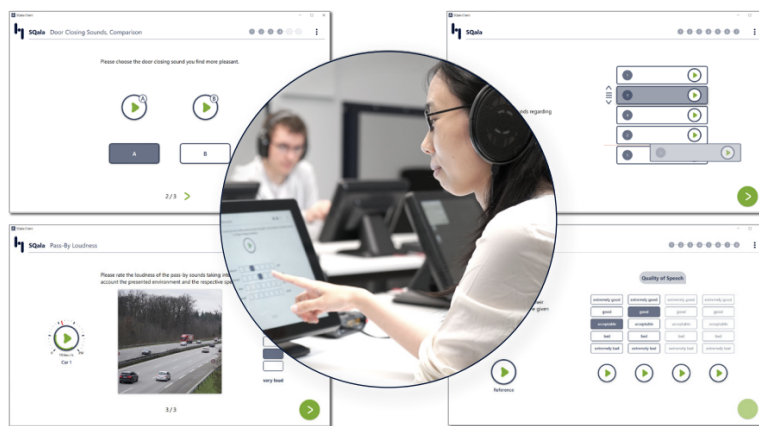 SQala Door Closing Sounds, Comparison
Please choose the door closing sound you find more pleasant.
A
B
A
B
2/3
SQala
nds regarding
SQala Pass-By Loudness
Please rate the loudness of the pass-by sounds taking int
account the presented environment and the respective spe
Car 1
very loud
3/3
Quality of Speech
extremely good extremely good extremely good extremely good
good good good good
acceptable acceptable acceptable acceptable
bad bad bad bad
extremely bad extremely bad extremely bad extremely bad
Reference